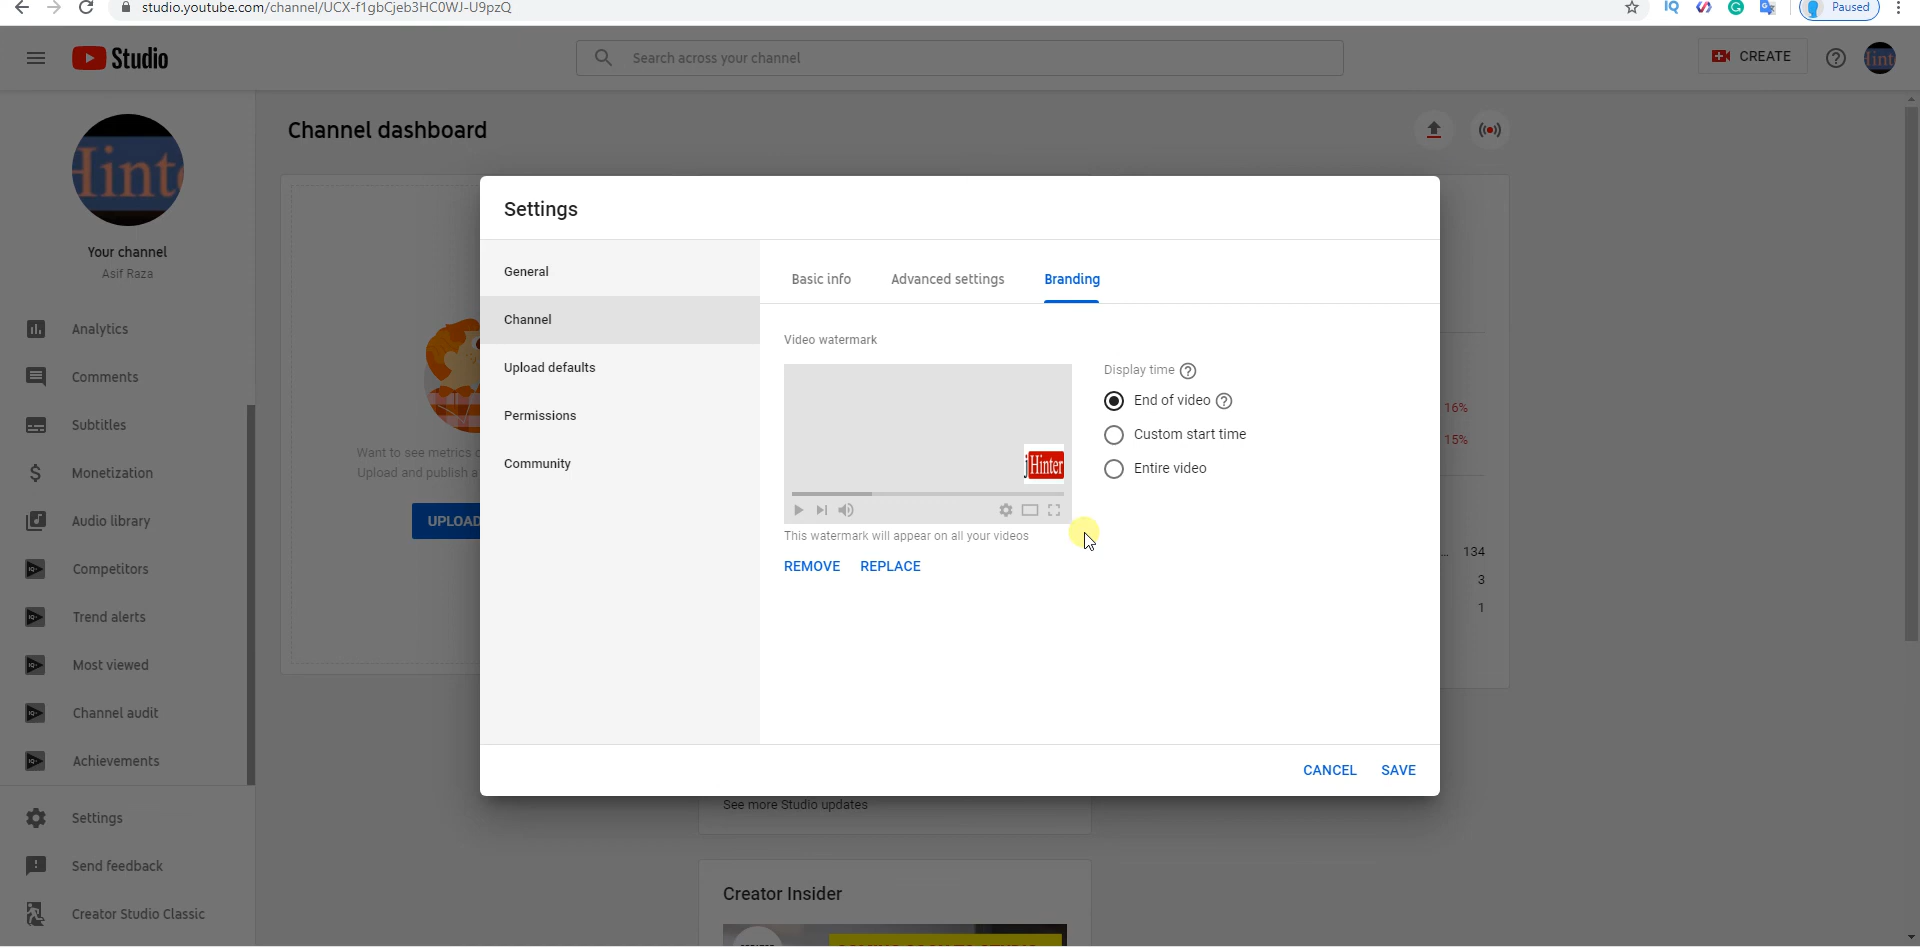 studio.youtube.com/channel/UCX-f1gbCjeb3HC0WJ-U9pzQ
Paused
Studio
Search across your channel
CREATE
Channel dashboard
Your channel
Asif Raza
Analytics
Comments
Subtitles
Monetization
Audio library
Competitors
Trend alerts
Most viewed
Channel audit
Achievements
Settings
Send feedback
Creator Studio Classic
Want to see metrics
Upload and publish a
UPLOAD
Settings
General
Channel
Upload defaults
Permissions
Community
Basic info
Advanced settings
Branding
Video watermark
Hinter
This watermark will appear on all your videos
REMOVE
REPLACE
Display time
End of video
Custom start time
Entire video
CANCEL
SAVE
16%
15%
... 134
3
1
See more Studio updates
Creator Insider